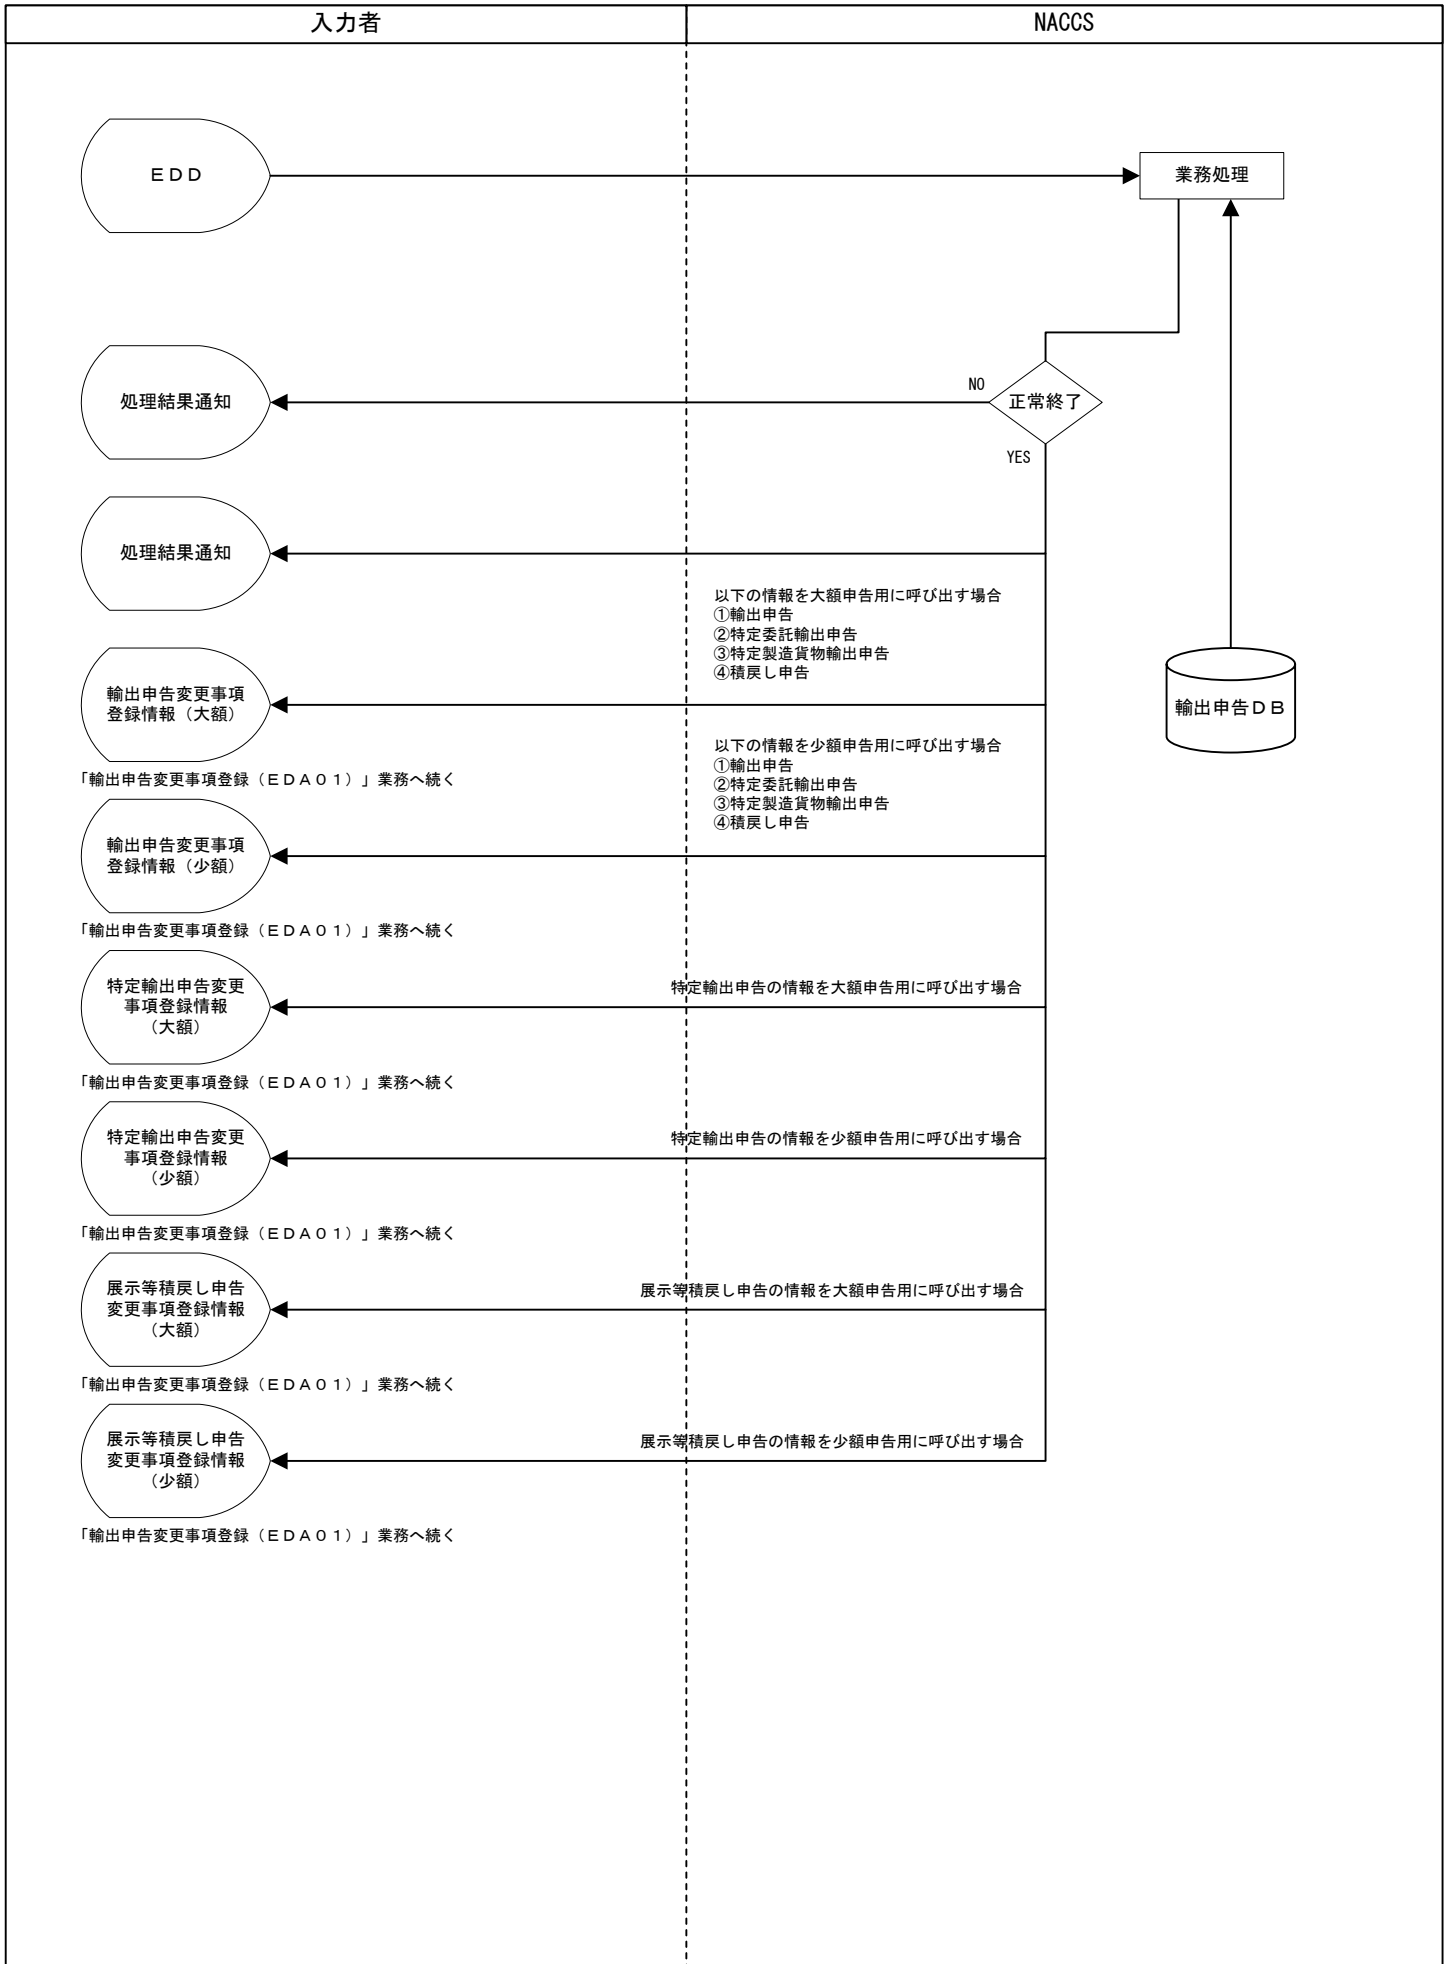 入力者
NACCS
ＥＤＤ
業務処理
処理結果通知
NO
正常終了
YES
処理結果通知
以下の情報を大額申告用に呼び出す場合
①輸出申告
②特定委託輸出申告
③特定製造貨物輸出申告
④積戻し申告
輸出申告変更事項
登録情報（大額）
輸出申告ＤＢ
「輸出申告変更事項登録（ＥＤＡ０１）」業務へ続く
以下の情報を少額申告用に呼び出す場合
①輸出申告
②特定委託輸出申告
③特定製造貨物輸出申告
④積戻し申告
輸出申告変更事項
登録情報（少額）
「輸出申告変更事項登録（ＥＤＡ０１）」業務へ続く
特定輸出申告変更
事項登録情報
（大額）
特定輸出申告の情報を大額申告用に呼び出す場合
「輸出申告変更事項登録（ＥＤＡ０１）」業務へ続く
特定輸出申告変更
事項登録情報
（少額）
特定輸出申告の情報を少額申告用に呼び出す場合
「輸出申告変更事項登録（ＥＤＡ０１）」業務へ続く
展示等積戻し申告
変更事項登録情報
（大額）
展示等積戻し申告の情報を大額申告用に呼び出す場合
「輸出申告変更事項登録（ＥＤＡ０１）」業務へ続く
展示等積戻し申告
変更事項登録情報
（少額）
展示等積戻し申告の情報を少額申告用に呼び出す場合
「輸出申告変更事項登録（ＥＤＡ０１）」業務へ続く